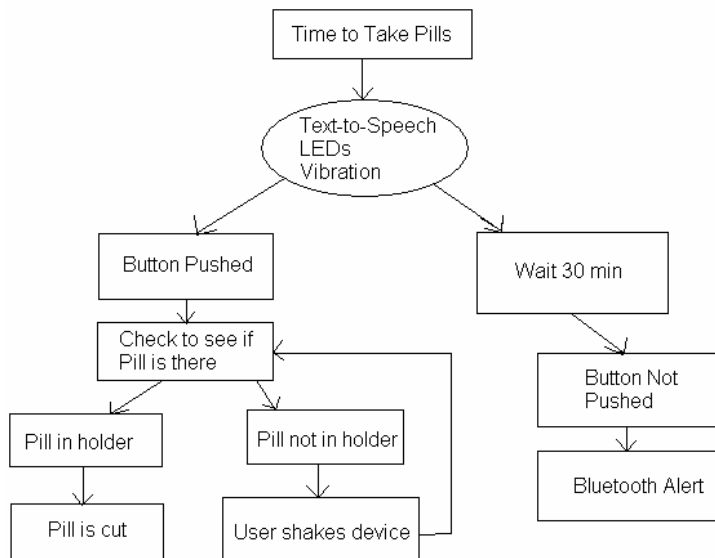 Time to Take Pills
Text-to-Speech
LEDs
Vibration
Button Pushed
Wait 30 min
Check to see if
Pill is there
Button Not
Pushed
Pill in holder
Pill not in holder
Bluetooth Alert
Pill is cut
User shakes device